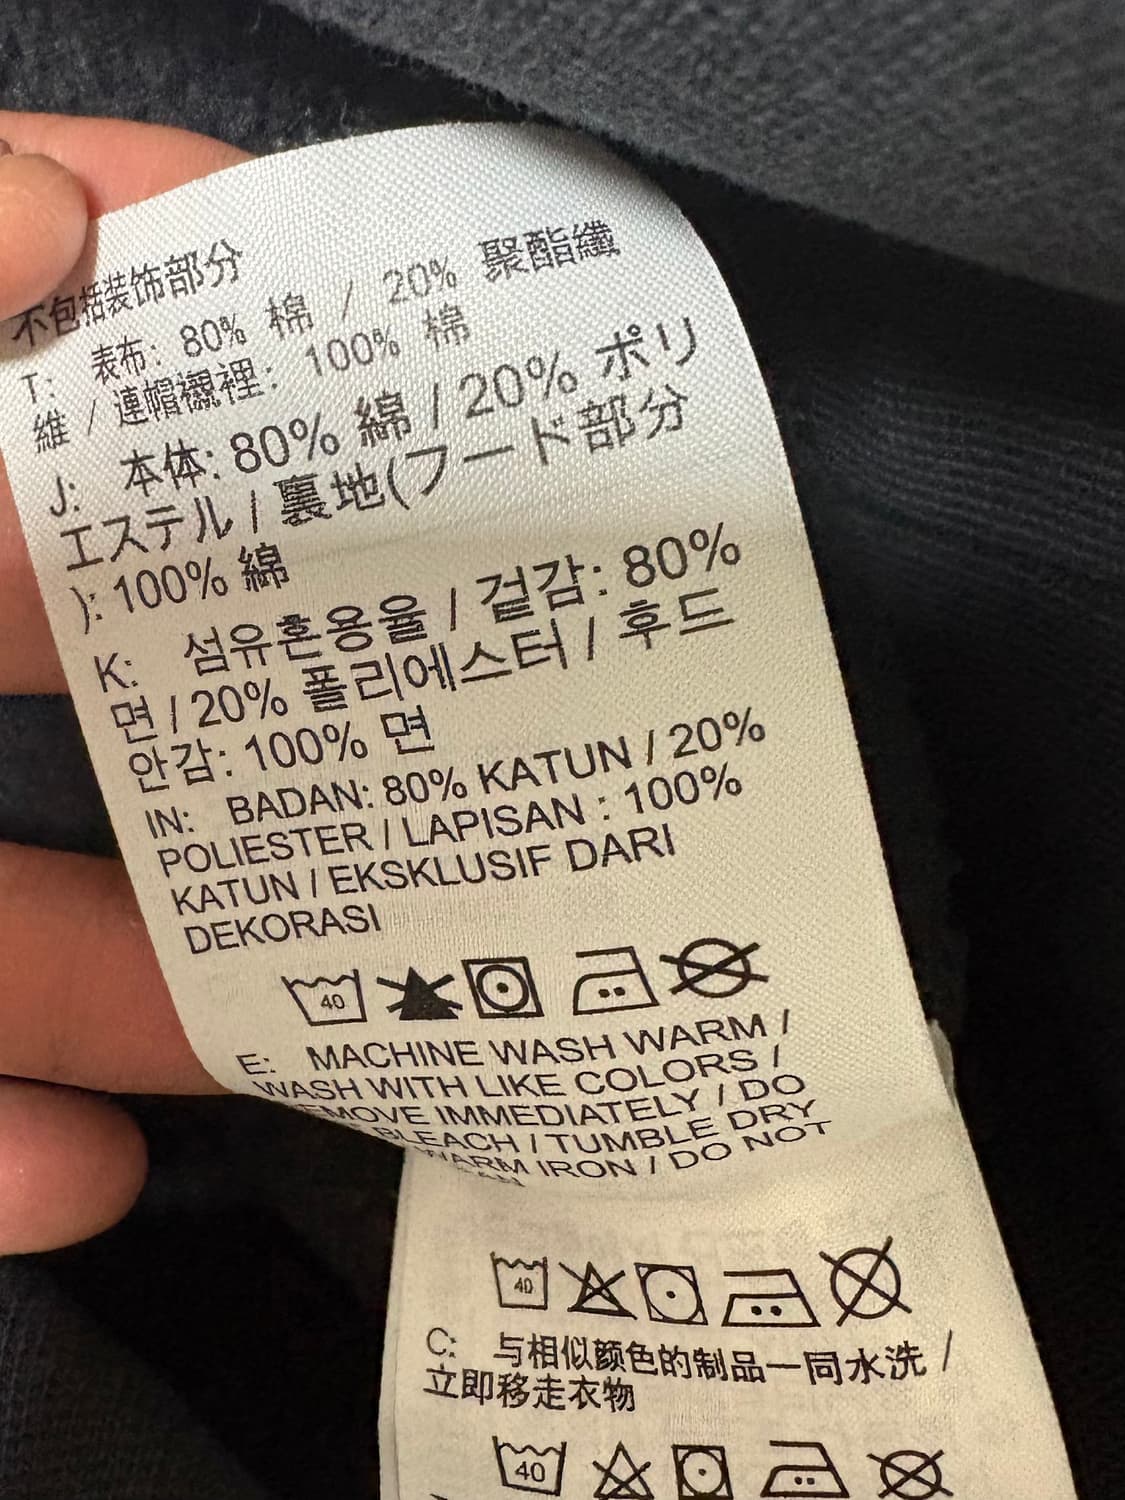 不包括装饰部分
T: 表布: 80% 棉 / 20% 聚酯纖
維 / 連帽襯裡: 100% 棉
J: 本体: 80% 綿 / 20% ポリ
エステル / 裏地(フード部分
): 100% 綿
K: 섬유혼용율 / 겉감: 80%
면 / 20% 폴리에스터 / 후드
안감: 100% 면
IN: BADAN: 80% KATUN / 20%
POLIESTER / LAPISAN : 100%
KATUN / EKSKLUSIF DARI
DEKORASI
40
E: MACHINE WASH WARM /
WASH WITH LIKE COLORS /
EMOVE IMMEDIATELY / DO
BLEACH / TUMBLE DRY
WARM IRON / DO NOT
40
C: 与相似颜色的制品一同水洗 /
立即移走衣物
40